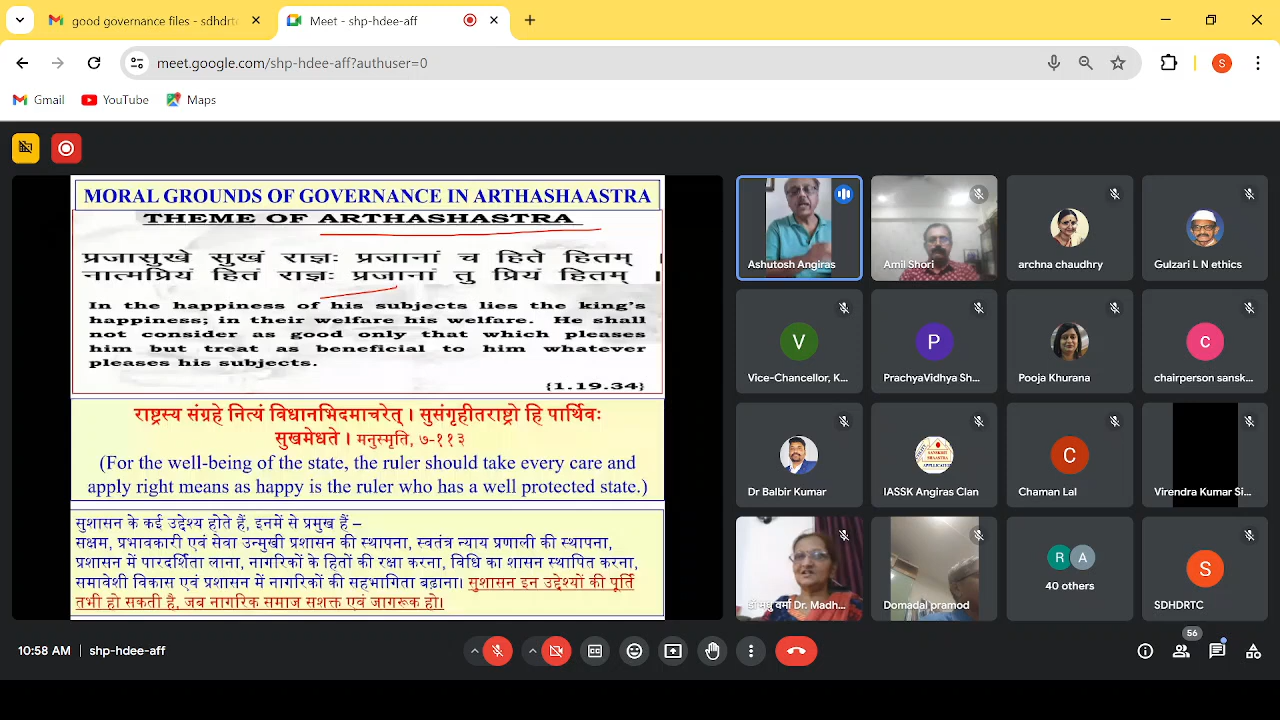 good governance files - sdhdrt
Meet - shp-hdee-aff
meet.google.com/shp-hdee-aff?authuser=0
S
Gmail
YouTube
Maps
MORAL GROUNDS OF GOVERNANCE IN ARTHASHAASTRA
THEME OF ARTHASHASTRA
प्रजासुखे सुखं राज्ञः प्रजानां च हिते हितम् ।
नात्मप्रियं हितं राज्ञः प्रजानां तु प्रियं हितम् ।
In the happiness of his subjects lies the king's
happiness; in their welfare his welfare. He shall
not consider as good only that which pleases
him but treat as beneficial to him whatever
pleases his subjects.
{1.19.34}
राष्ट्रस्य संग्रहे नित्यं विधानभिदमाचरेत् । सुसंगृहीतराष्ट्रो हि पार्थिवः
सुखमेधते । मनुस्मृति, ७-११३
(For the well-being of the state, the ruler should take every care and
apply right means as happy is the ruler who has a well protected state.)
सुशासन के कई उद्देश्य होते हैं, इनमें से प्रमुख हैं –
सक्षम, प्रभावकारी एवं सेवा उन्मुखी प्रशासन की स्थापना, स्वतंत्र न्याय प्रणाली की स्थापना,
प्रशासन में पारदर्शिता लाना, नागरिकों के हितों की रक्षा करना, विधि का शासन स्थापित करना,
समावेशी विकास एवं प्रशासन में नागरिकों की सहभागिता बढ़ाना। सुशासन इन उद्देश्यों की पूर्ति
तभी हो सकती है, जब नागरिक समाज सशक्त एवं जागरूक हो।
Ashutosh Angiras
Amil Shori
archna chaudhry
Gulzari L N ethics
V
Vice-Chancellor, K...
P
PrachyaVidhya Sh...
Pooja Khurana
c
chairperson sansk...
Dr Balbir Kumar
SANSKRIT
SHAASTRA
IASSK Angiras Clan
C
Chaman Lal
Virendra Kumar Si...
डॉ मधु वर्मा Dr. Madh...
Domadal pramod
R A
40 others
S
SDHDRTC
10:58 AM | shp-hdee-aff
56